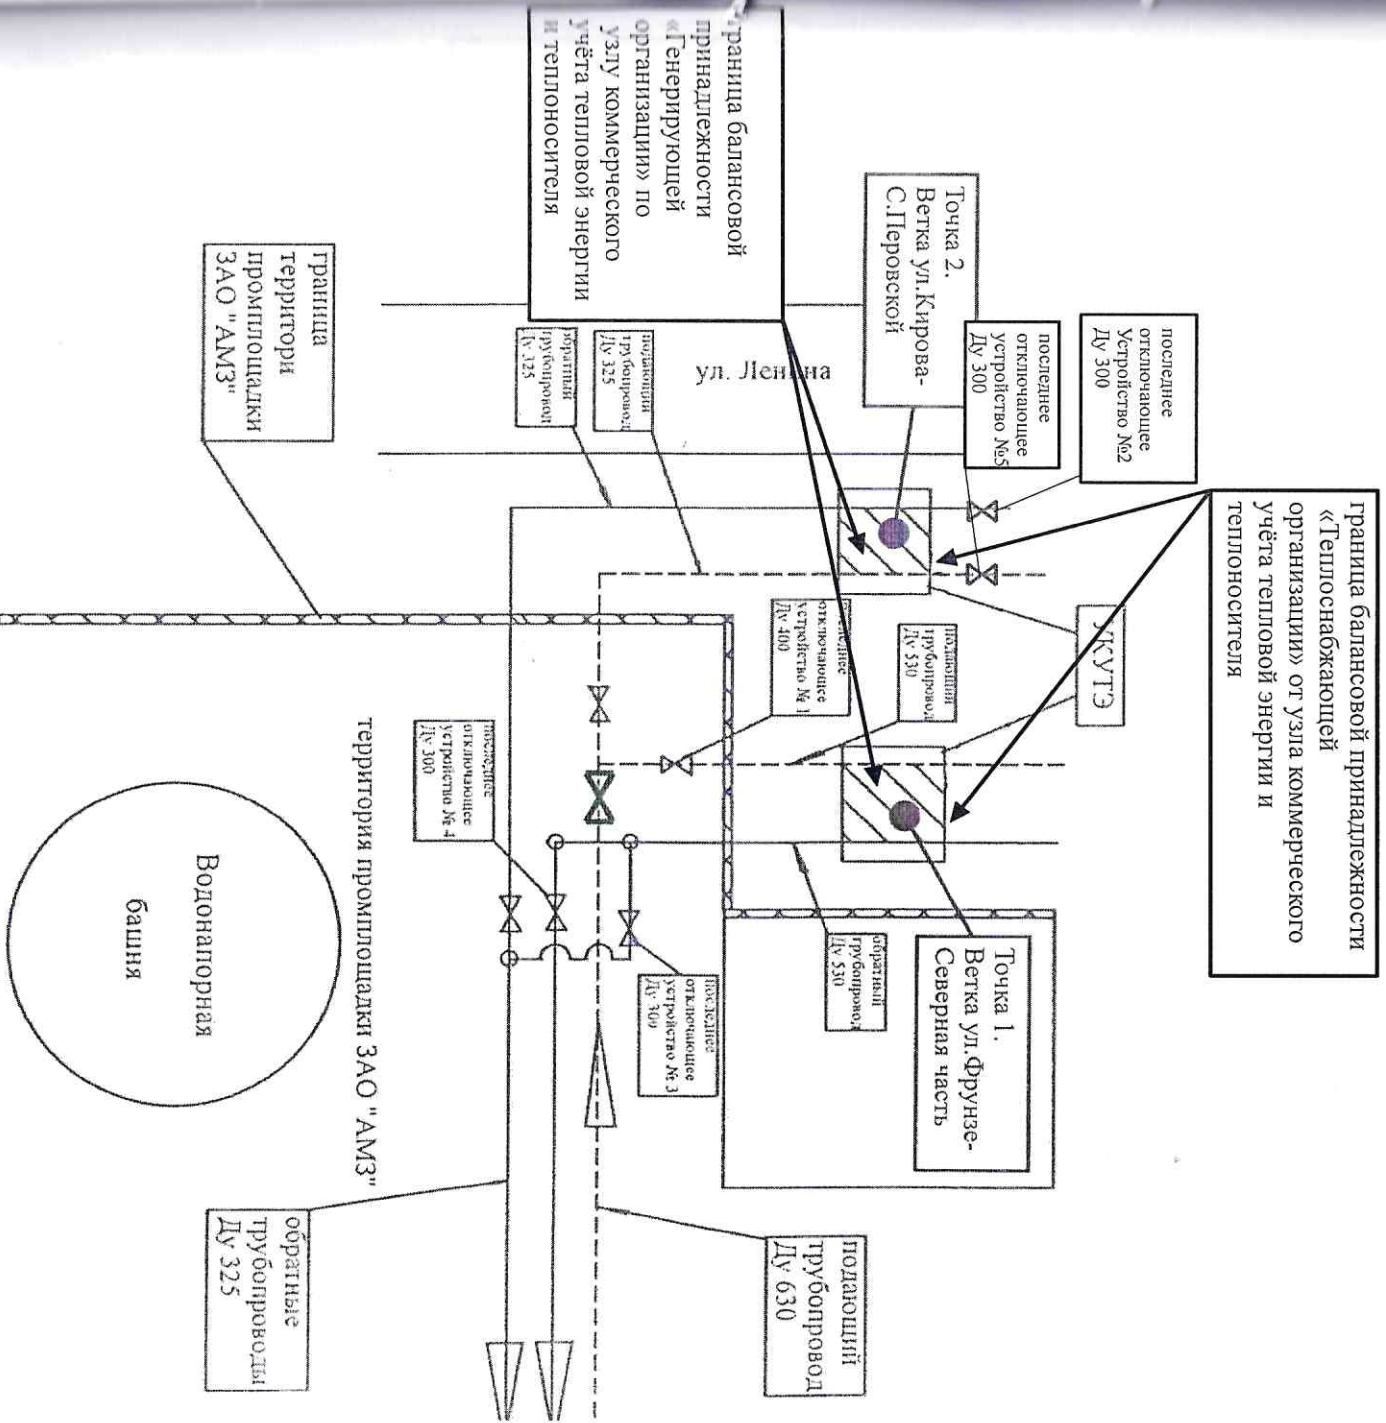 граница балансовой принадлежности
«Теплоснабжающей
организации» от узла коммерческого
учёта тепловой энергии и
теплоносителя
последнее
отключающее
Устройство №2
Ду 300
последнее
отключающее
устройство №5
Ду 300
Точка 2.
Ветка ул.Кирова-
С.Перовской
граница балансовой
принадлежности
«Генерирующей
организации» по
узлу коммерческого
учёта тепловой энергии
и теплоносителя
УКУТЭ
Точка 1.
Ветка ул.Фрунзе-
Северная часть
ул. Ленина
подающий
трубопровод
Ду 530
обратный
трубопровод
Ду 530
последнее
отключающее
устройство № 1
Ду 400
подающий
трубопровод
Ду 325
обратный
трубопровод
Ду 325
последнее
отключающее
устройство № 3
Ду 300
последнее
отключающее
устройство № 4
Ду 300
подающий
трубопровод
Ду 630
территория промплощадки ЗАО "АМЗ"
граница
територи
промплощадки
ЗАО "АМЗ"
обратные
трубопроводы
Ду 325
Водонапорная
башня